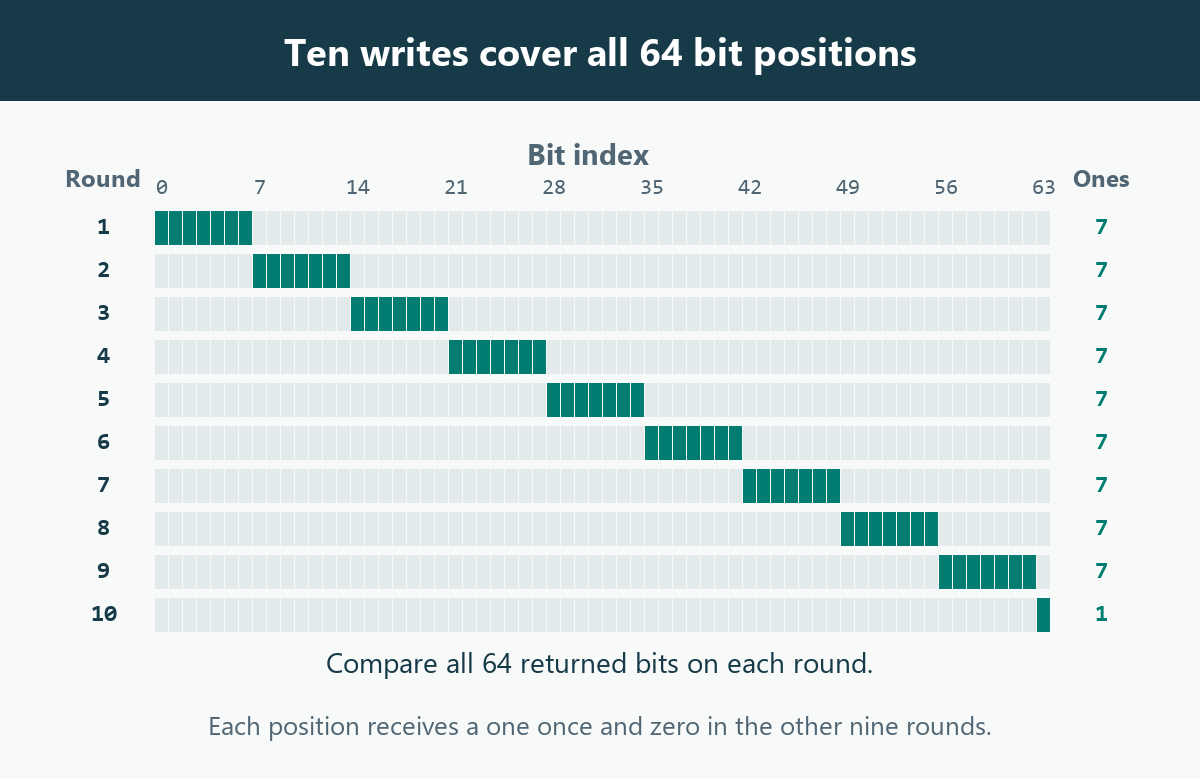 Ten writes cover all 64 bit positions
Bit index
Round 0 7 14 21 28 35 42 49 56 63 Ones
1 7
2 7
3 7
4 7
5 7
6 7
7 7
8 7
9 7
10 1
Compare all 64 returned bits on each round.
Each position receives a one once and zero in the other nine rounds.